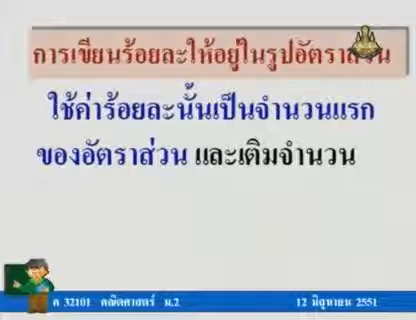 การเขียนร้อยละให้อยู่ในรูปอัตราส่วน
ใช้ค่าร้อยละนั้นเป็นจำนวนแรก
ของอัตราส่วน และเติมจำนวน
ค 32101 คณิตศาสตร์ ม.2 12 มิถุนายน 2551